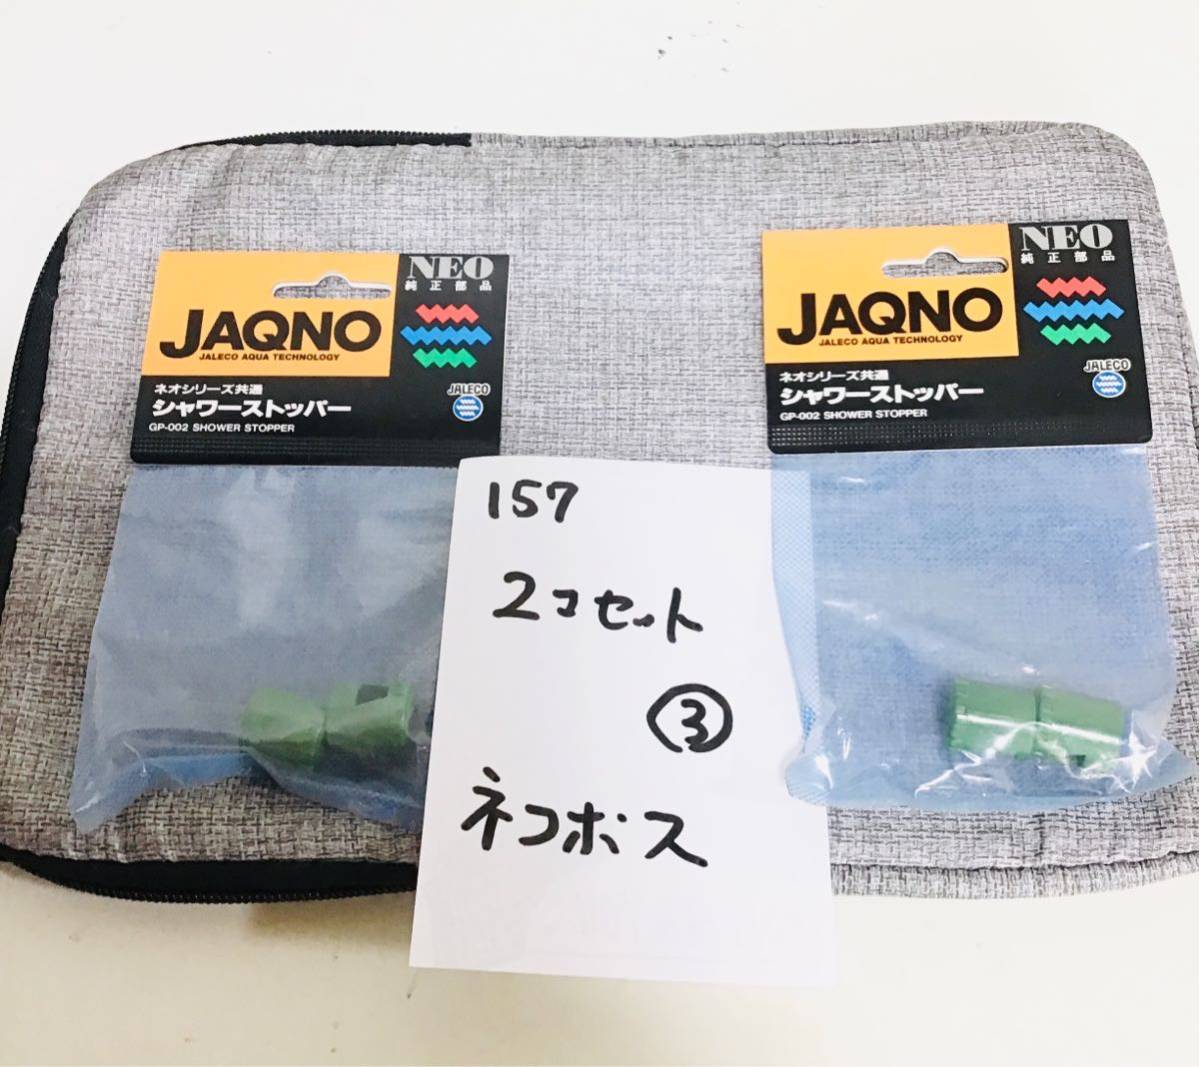 NEO
純正部品
JAQNO
JALECO AQUA TECHNOLOGY
JALECO
ネオシリーズ共通
シャワーストッパー
GP-002 SHOWER STOPPER
NEO
純正部品
JAQNO
JALECO AQUA TECHNOLOGY
JALECO
ネオシリーズ共通
シャワーストッパー
GP-002 SHOWER STOPPER
157
2コセット
③
ネコポス